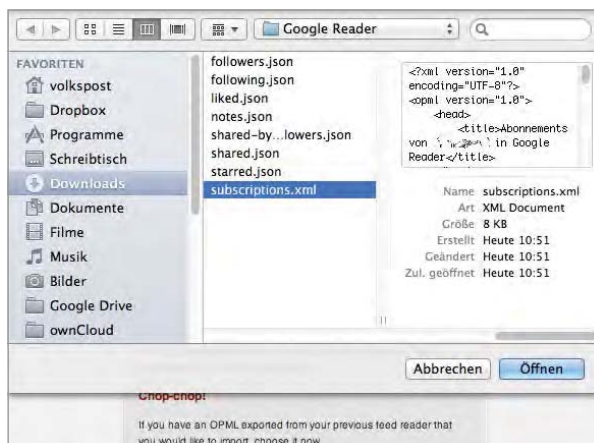 Google Reader
FAVORITEN
volkspost
Dropbox
Programme
Schreibtisch
Downloads
Dokumente
Filme
Musik
Bilder
Google Drive
ownCloud
followers.json
following.json
liked.json
notes.json
shared-by...lowers.json
shared.json
starred.json
subscriptions.xml
<?xml version="1.0"
encoding="UTF-8"?>
<opml version="1.0">
<head>
<title>Abonnements
von in Google
Reader</title>
Name subscriptions.xml
Art XML Document
Größe 8 KB
Erstellt Heute 10:51
Geändert Heute 10:51
Zul. geöffnet Heute 10:51
Abbrechen
Öffnen
Chop-chop!
If you have an OPML exported from your previous feed reader that
you would like to import, choose it now